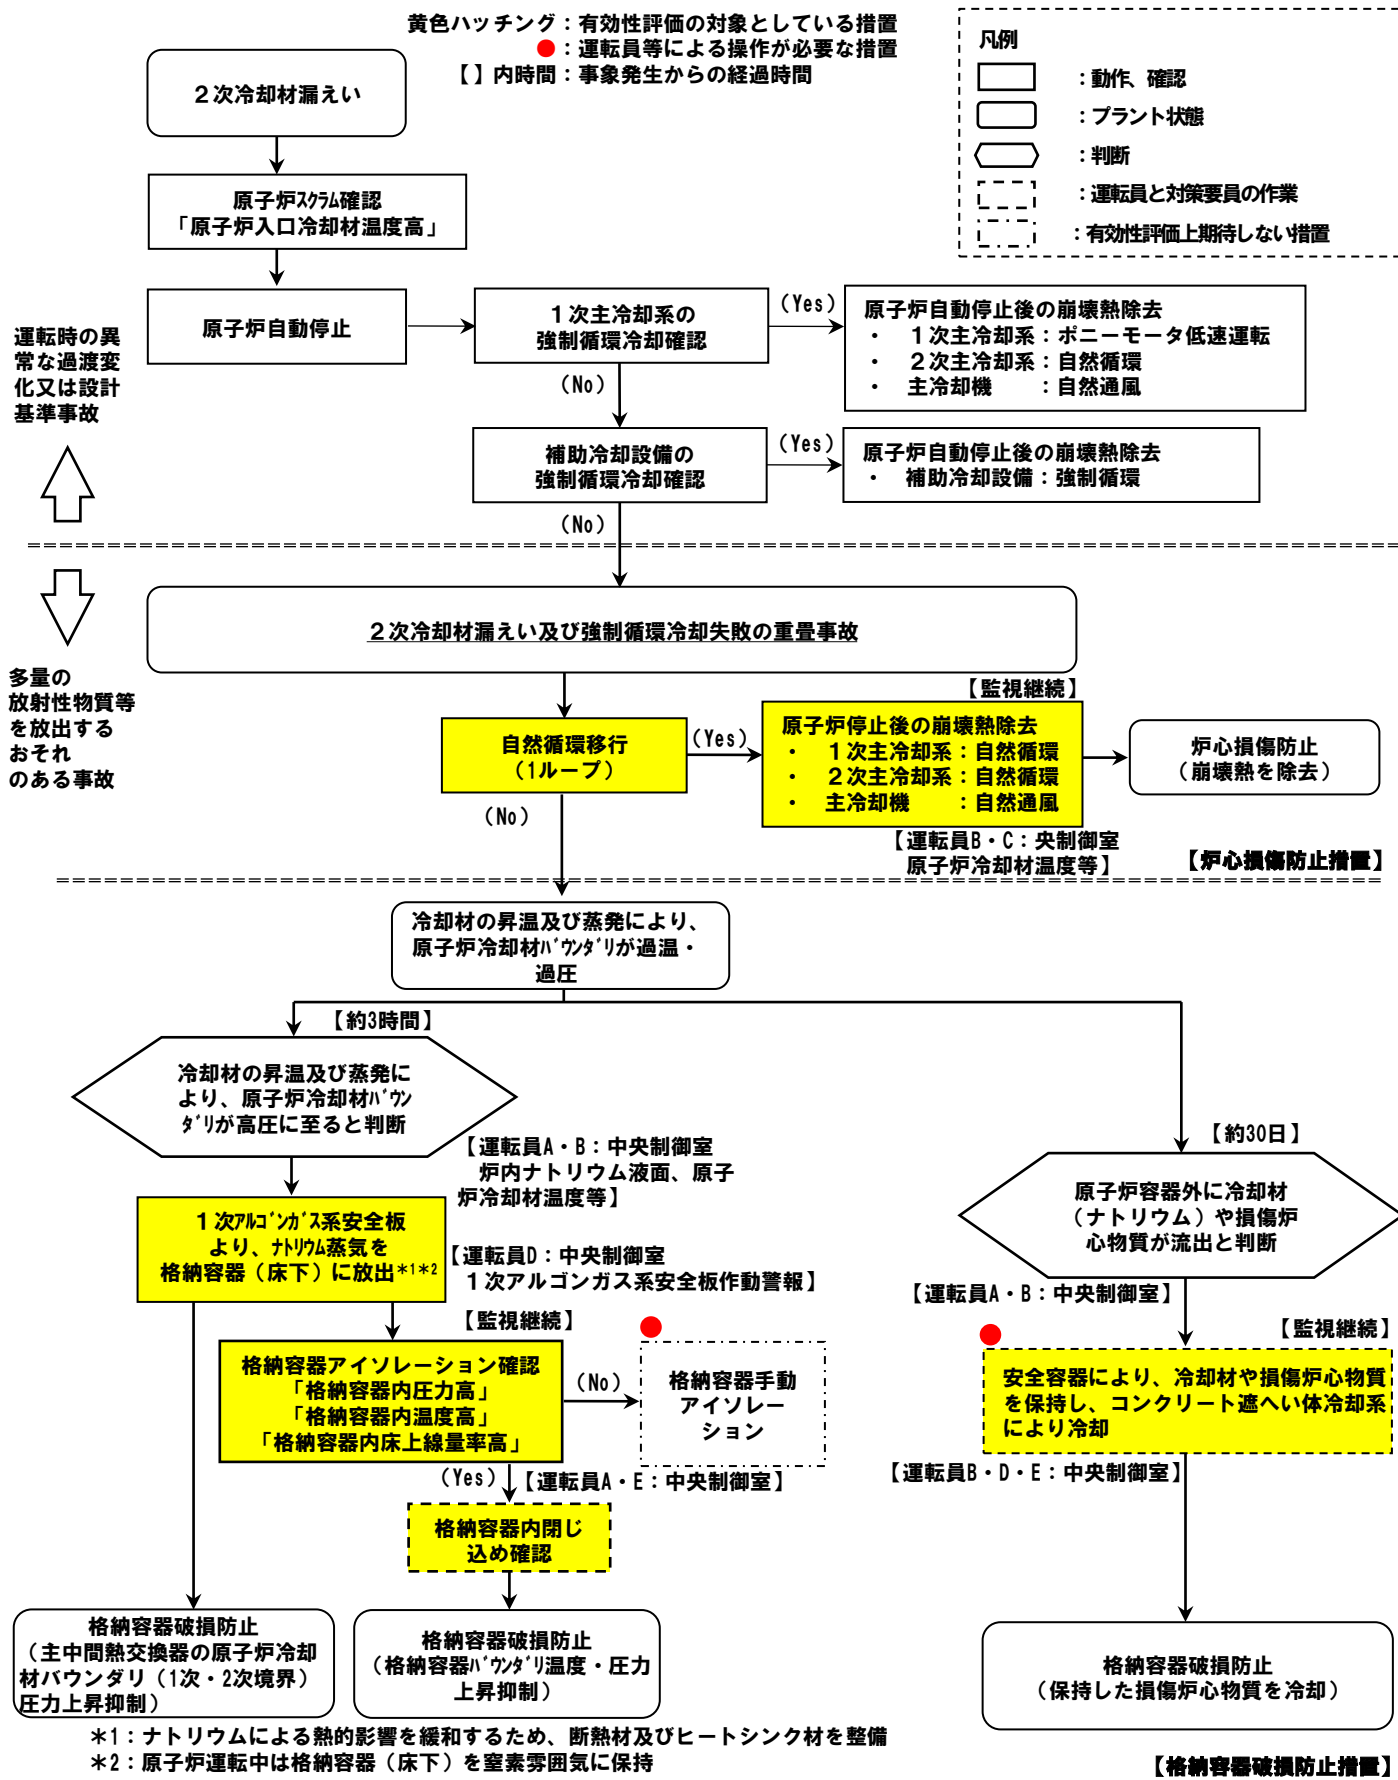 黄色ハッチング：有効性評価の対象としている措置
●：運転員等による操作が必要な措置
【】内時間：事象発生からの経過時間
凡例
：動作、確認
：プラント状態
：判断
：運転員と対策要員の作業
：有効性評価上期待しない措置
２次冷却材漏えい
原子炉ｽｸﾗﾑ確認
「原子炉入口冷却材温度高」
原子炉自動停止
１次主冷却系の
強制循環冷却確認
（Yes）
原子炉自動停止後の崩壊熱除去
・　１次主冷却系：ポニーモータ低速運転
・　２次主冷却系：自然循環
・　主冷却機　　：自然通風
（No）
運転時の異
常な過渡変
化又は設計
基準事故
補助冷却設備の
強制循環冷却確認
（Yes）
原子炉自動停止後の崩壊熱除去
・　補助冷却設備：強制循環
（No）
２次冷却材漏えい及び強制循環冷却失敗の重畳事故
多量の
放射性物質等
を放出する
おそれ
のある事故
【監視継続】
自然循環移行
（1ループ）
（Yes）
原子炉停止後の崩壊熱除去
・　１次主冷却系：自然循環
・　２次主冷却系：自然循環
・　主冷却機　　：自然通風
炉心損傷防止
（崩壊熱を除去）
（No）
【運転員B・C：央制御室
原子炉冷却材温度等】
【炉心損傷防止措置】
冷却材の昇温及び蒸発により、
原子炉冷却材ﾊﾞｳﾝﾀﾞﾘが過温・
過圧
【約3時間】
冷却材の昇温及び蒸発に
より、原子炉冷却材ﾊﾞｳﾝ
ﾀﾞﾘが高圧に至ると判断
【運転員A・B：中央制御室
炉内ナトリウム液面、原子
炉冷却材温度等】
【約30日】
原子炉容器外に冷却材
（ナトリウム）や損傷炉
心物質が流出と判断
１次ｱﾙｺﾞﾝｶﾞｽ系安全板
より、ﾅﾄﾘｳﾑ蒸気を
格納容器（床下）に放出*1*2
【運転員D：中央制御室
１次アルゴンガス系安全板作動警報】
【運転員A・B：中央制御室】
【監視継続】
【監視継続】
格納容器アイソレーション確認
「格納容器内圧力高」
「格納容器内温度高」
「格納容器内床上線量率高」
（No）
格納容器手動
アイソレー
ション
安全容器により、冷却材や損傷炉心物質
を保持し、コンクリート遮へい体冷却系
により冷却
（Yes）
【運転員A・E：中央制御室】
【運転員B・D・E：中央制御室】
格納容器内閉じ
込め確認
格納容器破損防止
（主中間熱交換器の原子炉冷却
材バウンダリ（1次・2次境界）
圧力上昇抑制）
格納容器破損防止
（格納容器ﾊﾞｳﾝﾀﾞﾘ温度・圧力
上昇抑制）
格納容器破損防止
（保持した損傷炉心物質を冷却）
＊1：ナトリウムによる熱的影響を緩和するため、断熱材及びヒートシンク材を整備
＊2：原子炉運転中は格納容器（床下）を窒素雰囲気に保持
【格納容器破損防止措置】